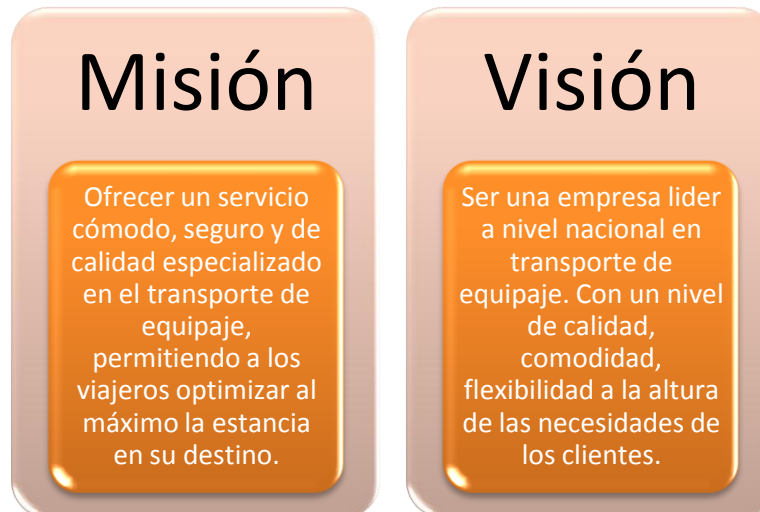 Misión
Ofrecer un servicio
cómodo, seguro y de
calidad especializado
en el transporte de
equipaje,
permitiendo a los
viajeros optimizar al
máximo la estancia
en su destino.
Visión
Ser una empresa lider
a nivel nacional en
transporte de
equipaje. Con un nivel
de calidad,
comodidad,
flexibilidad a la altura
de las necesidades de
los clientes.